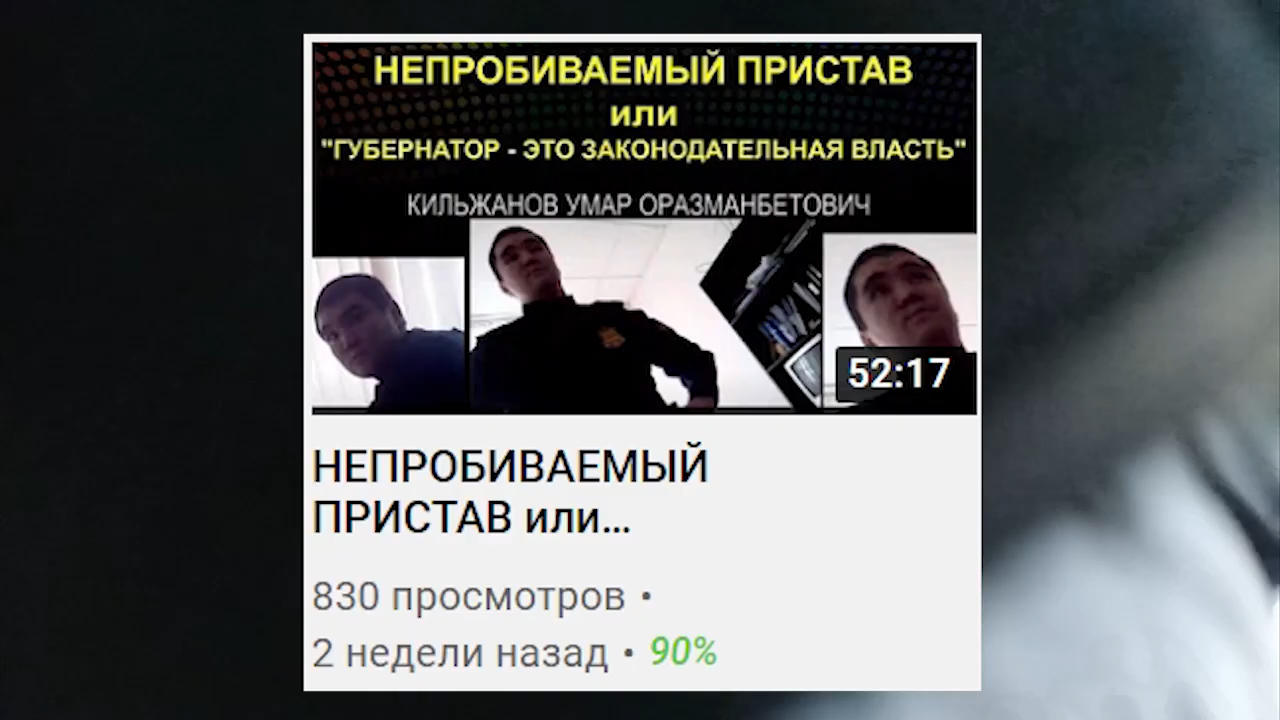 НЕПРОБИВАЕМЫЙ ПРИСТАВ
или
"ГУБЕРНАТОР - ЭТО ЗАКОНОДАТЕЛЬНАЯ ВЛАСТЬ"
КИЛЬЖАНОВ УМАР ОРАЗМАНБЕТОВИЧ
52:17
НЕПРОБИВАЕМЫЙ
ПРИСТАВ или...
830 просмотров •
2 недели назад • 90%